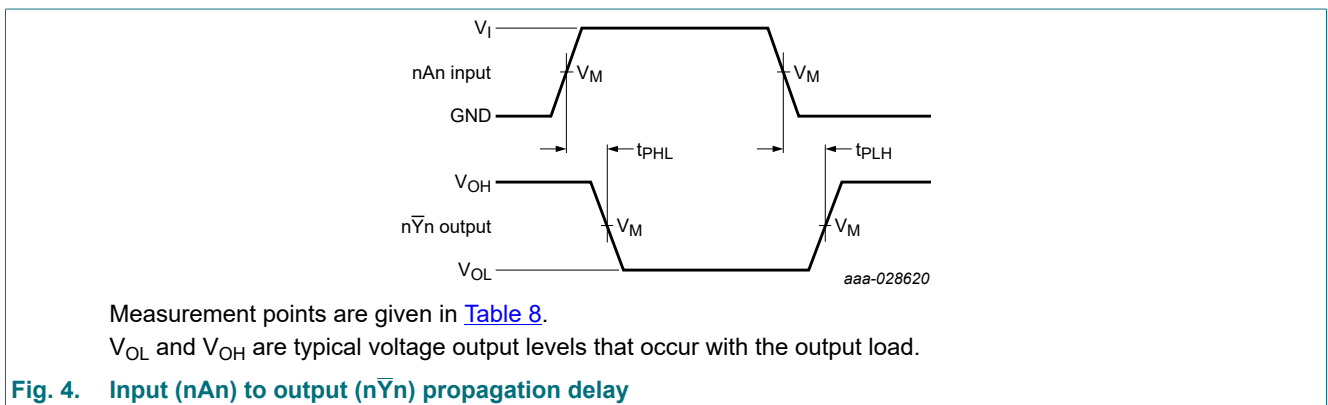 VI
nAn input
VM
VM
GND
tPHL
tPLH
VOH
nY̅n output
VM
VM
VOL
aaa-028620
Measurement points are given in Table 8.
VOL and VOH are typical voltage output levels that occur with the output load.
Fig. 4. Input (nAn) to output (nY̅n) propagation delay